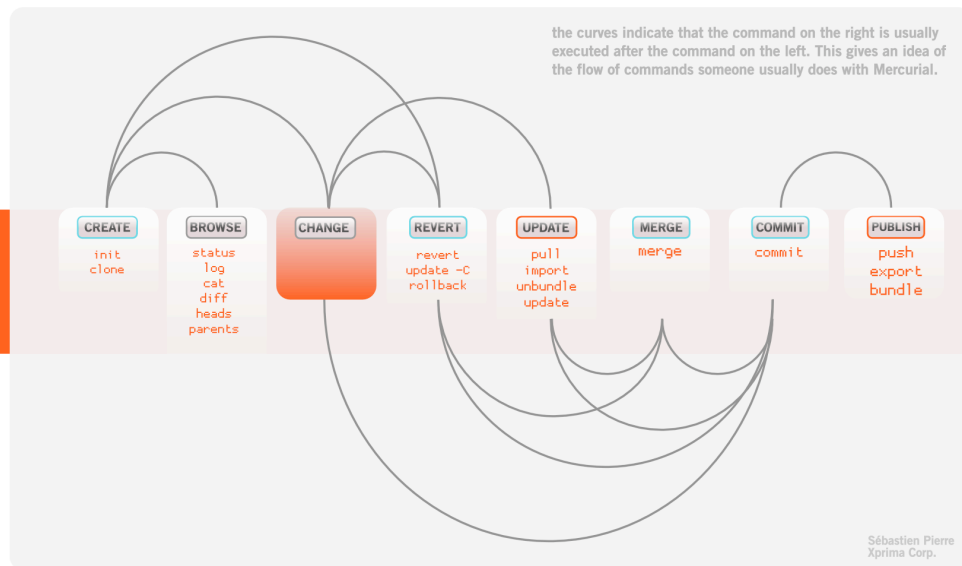 the curves indicate that the command on the right is usually
executed after the command on the left. This gives an idea of
the flow of commands someone usually does with Mercurial.
CREATE
init
clone
BROWSE
status
log
cat
diff
heads
parents
CHANGE
REVERT
revert
update -C
rollback
UPDATE
pull
import
unbundle
update
MERGE
merge
COMMIT
commit
PUBLISH
push
export
bundle
Sébastien Pierre
Xprima Corp.